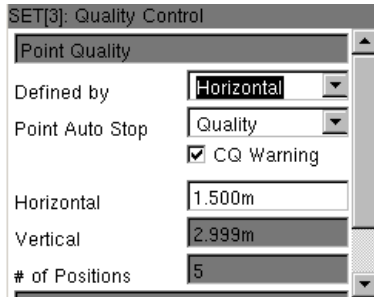 SET[3]: Quality Control
Point Quality
Defined by Horizontal
Point Auto Stop Quality
CQ Warning
Horizontal 1.500m
Vertical 2.999m
# of Positions 5